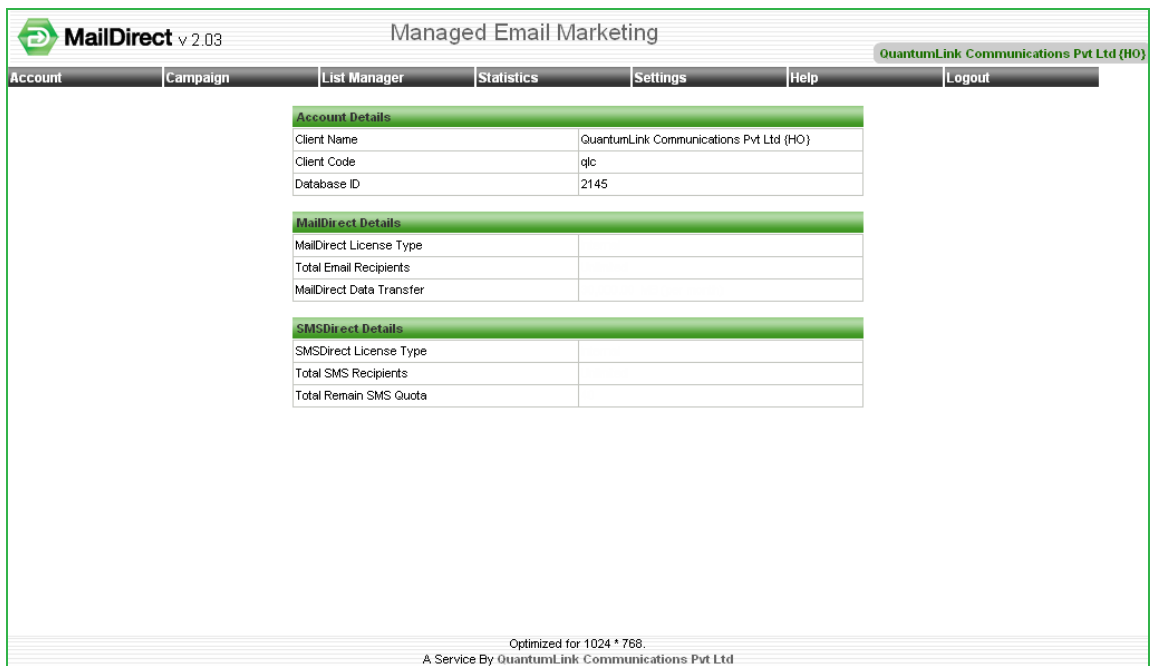 MailDirect v 2.03
Managed Email Marketing
QuantumLink Communications Pvt Ltd {HO}
Account Campaign List Manager Statistics Settings Help Logout
Account Details
Client Name QuantumLink Communications Pvt Ltd {HO}
Client Code qlc
Database ID 2145
MailDirect Details
MailDirect License Type
Total Email Recipients
MailDirect Data Transfer
SMSDirect Details
SMSDirect License Type
Total SMS Recipients
Total Remain SMS Quota
Optimized for 1024 * 768.
A Service By QuantumLink Communications Pvt Ltd